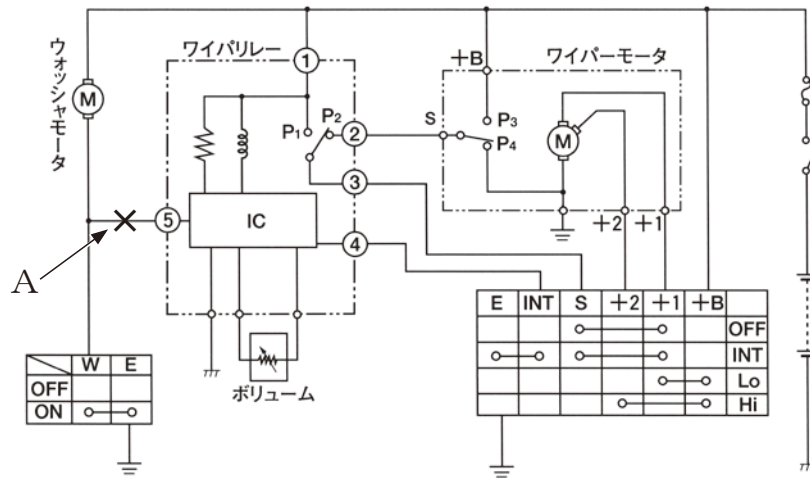 ウォッシャモータ
M
ワイパリレー
1
P1
P2
2
3
4
5
IC
A
ボリューム
ワイパーモータ
+B
S
P3
P4
M
+2 +1
W E
OFF
ON
E INT S +2 +1 +B
OFF
INT
Lo
Hi